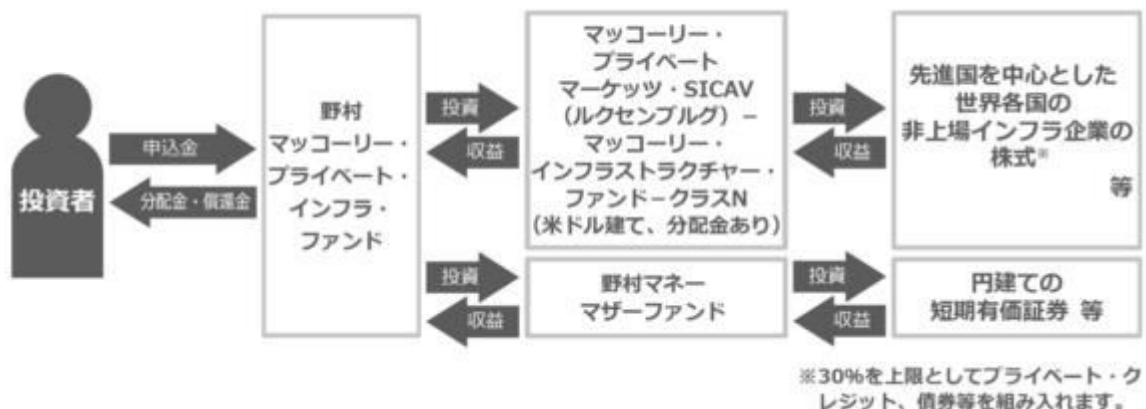 投資者
申込金
分配金・償還金
野村
マッコーリー・
プライベート・
インフラ・
ファンド
投資
収益
マッコーリー・
プライベート
マーケッツ・SICAV
(ルクセンブルグ)−
マッコーリー・
インフラストラクチャー・
ファンド−クラスN
(米ドル建て、分配金あり)
投資
収益
先進国を中心とした
世界各国の
非上場インフラ企業の
株式※
等
投資
収益
野村マネー
マザーファンド
投資
収益
円建ての
短期有価証券 等
※30%を上限としてプライベート・ク
レジット、債券等を組み入れます。